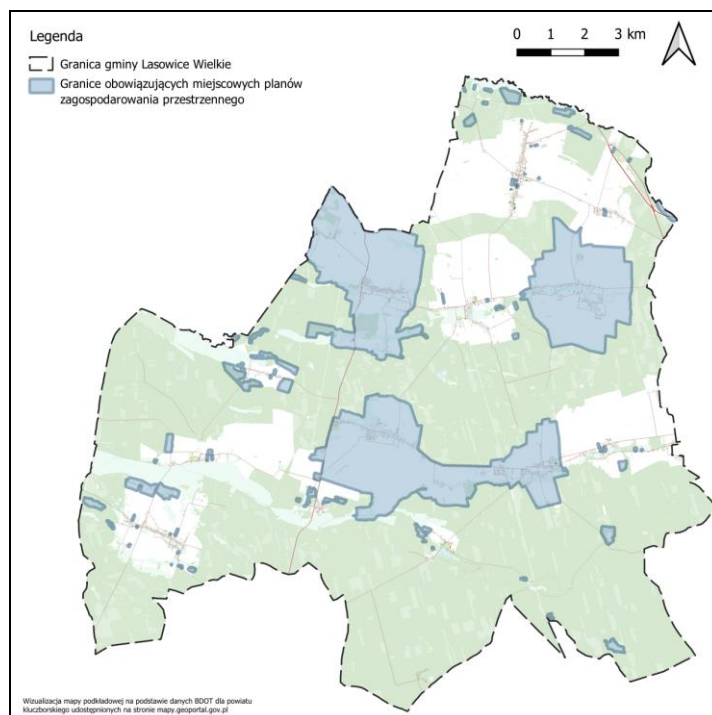 Legenda
0 1 2 3 km
Granica gminy Lasowice Wielkie
Granice obowiązujących miejscowych planów
zagospodarowania przestrzennego
Wizualizacja mapy podkładowej na podstawie danych BDOT dla powiatu
kluczborskiego udostępnionych na stronie mapy.geoportal.gov.pl